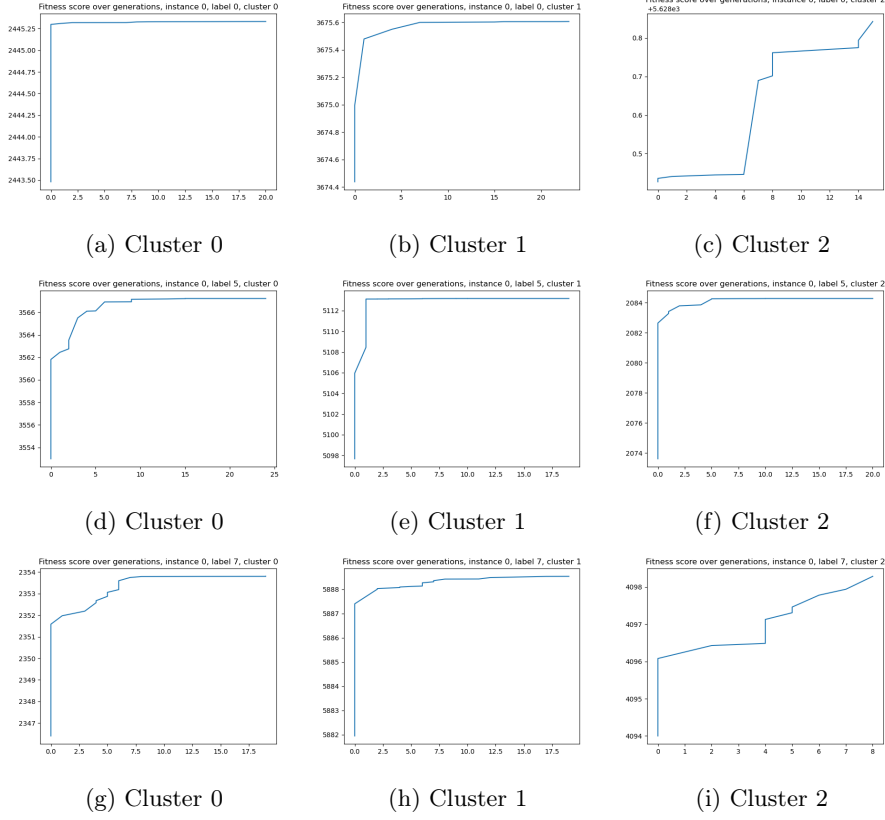 Fitness score over generations, instance 0, label 0, cluster 0
2445.25
2445.00
2444.75
2444.50
2444.25
2444.00
2443.75
2443.50
0.0 2.5 5.0 7.5 10.0 12.5 15.0 17.5 20.0
(a) Cluster 0
Fitness score over generations, instance 0, label 0, cluster 1
3675.6
3675.4
3675.2
3675.0
3674.8
3674.6
3674.4
0 5 10 15 20
(b) Cluster 1
Fitness score over generations, instance 0, label 0, cluster 2
+5.628e3
0.8
0.7
0.6
0.5
0 2 4 6 8 10 12 14
(c) Cluster 2
Fitness score over generations, instance 0, label 5, cluster 0
3566
3564
3562
3560
3558
3556
3554
0 5 10 15 20 25
(d) Cluster 0
Fitness score over generations, instance 0, label 5, cluster 1
5112
5110
5108
5106
5104
5102
5100
5098
0.0 2.5 5.0 7.5 10.0 12.5 15.0 17.5
(e) Cluster 1
Fitness score over generations, instance 0, label 5, cluster 2
2084
2082
2080
2078
2076
2074
0.0 2.5 5.0 7.5 10.0 12.5 15.0 17.5 20.0
(f) Cluster 2
Fitness score over generations, instance 0, label 7, cluster 0
2354
2353
2352
2351
2350
2349
2348
2347
0.0 2.5 5.0 7.5 10.0 12.5 15.0 17.5
(g) Cluster 0
Fitness score over generations, instance 0, label 7, cluster 1
5888
5887
5886
5885
5884
5883
5882
0.0 2.5 5.0 7.5 10.0 12.5 15.0 17.5
(h) Cluster 1
Fitness score over generations, instance 0, label 7, cluster 2
4098
4097
4096
4095
4094
0 1 2 3 4 5 6 7 8
(i) Cluster 2